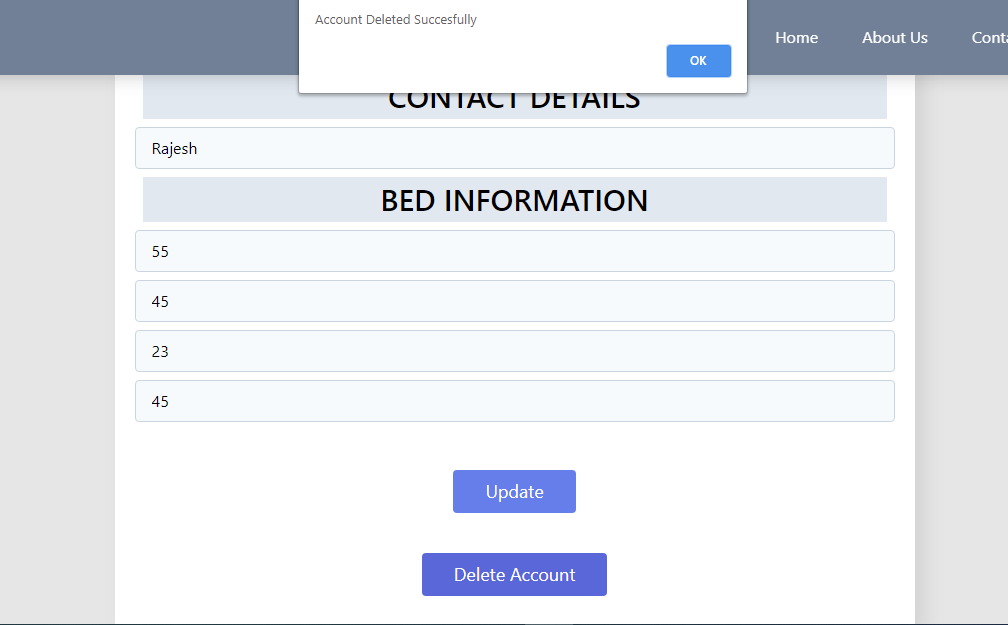 Account Deleted Succesfully
OK
Home About Us
CONTACT DETAILS
Rajesh
BED INFORMATION
55
45
23
45
Update
Delete Account